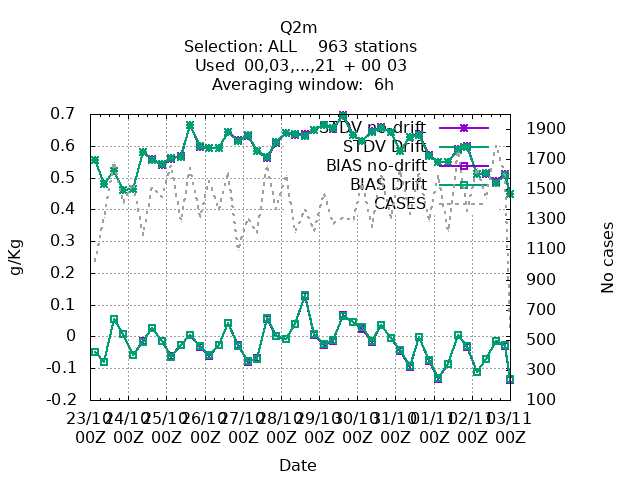 Q2m
Selection: ALL    963 stations
Used  00,03,...,21  + 00 03
Averaging window:  6h
0.7
0.6
0.5
0.4
0.3
0.2
0.1
0
-0.1
-0.2
g/Kg
1900
1700
1500
1300
1100
900
700
500
300
100
No cases
STDV no-drift
STDV Drift
BIAS no-drift
BIAS Drift
CASES
23/10 24/10 25/10 26/10 27/10 28/10 29/10 30/10 31/10 01/11 02/11 03/11
00Z 00Z 00Z 00Z 00Z 00Z 00Z 00Z 00Z 00Z 00Z 00Z
Date